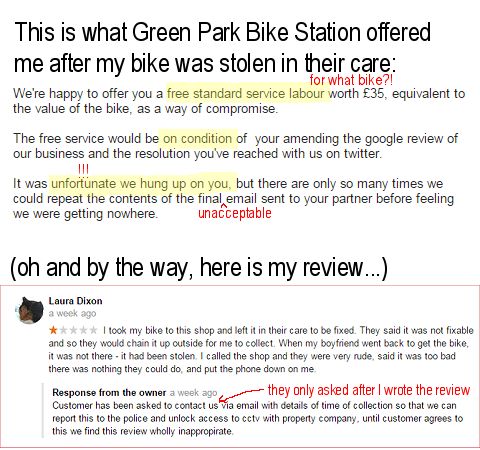 This is what Green Park Bike Station offered
me after my bike was stolen in their care:
for what bike?!
We're happy to offer you a free standard service labour worth £35, equivalent to
the value of the bike, as a way of compromise.
The free service would be on condition of your amending the google review of
our business and the resolution you've reached with us on twitter.
!!!
It was unfortunate we hung up on you, but there are only so many times we
could repeat the contents of the final email sent to your partner before feeling
unacceptable
we were getting nowhere.
(oh and by the way, here is my review...)
Laura Dixon
a week ago
I took my bike to this shop and left it in their care to be fixed. They said it was not fixable
and so they would chain it up outside for me to collect. When my boyfriend went back to get the bike,
it was not there - it had been stolen. I called the shop and they were very rude, said it was too bad
there was nothing they could do, and put the phone down on me.
Response from the owner a week ago
they only asked after I wrote the review
Customer has been asked to contact us via email with details of time of collection so that we can
report this to the police and unlock access to cctv with property company, until customer agrees to
this we find this review wholly inappropirate.